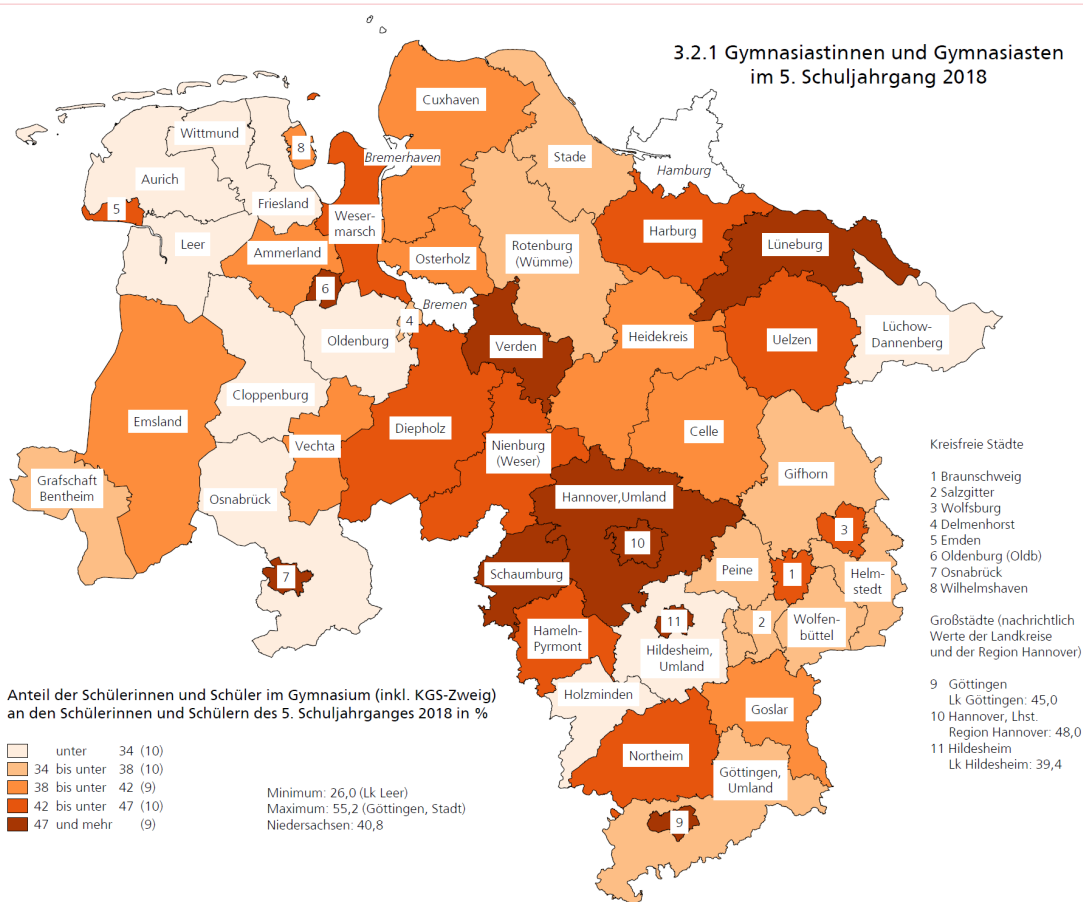 3.2.1 Gymnasiastinnen und Gymnasiasten
im 5. Schuljahrgang 2018
Cuxhaven
Wittmund
8
Bremerhaven
Stade
Hamburg
Aurich
Friesland
5
Weser-
marsch
Harburg
Lüneburg
Leer
Ammerland
Osterholz
Rotenburg
(Wümme)
6
Bremen
4
Oldenburg
Verden
Heidekreis
Uelzen
Lüchow-
Dannenberg
Cloppenburg
Emsland
Diepholz
Celle
Vechta
Nienburg
(Weser)
Gifhorn
Grafschaft
Bentheim
Osnabrück
Hannover,Umland
3
10
7
Schaumburg
Peine
1
Helm-
stedt
11
2
Wolfen-
büttel
Hameln-
Pyrmont
Hildesheim,
Umland
Holzminden
Goslar
Northeim
Göttingen,
Umland
9
Kreisfreie Städte
1 Braunschweig
2 Salzgitter
3 Wolfsburg
4 Delmenhorst
5 Emden
6 Oldenburg (Oldb)
7 Osnabrück
8 Wilhelmshaven
Großstädte (nachrichtlich
Werte der Landkreise
und der Region Hannover)
9 Göttingen
Lk Göttingen: 45,0
10 Hannover, Lhst.
Region Hannover: 48,0
11 Hildesheim
Lk Hildesheim: 39,4
Anteil der Schülerinnen und Schüler im Gymnasium (inkl. KGS-Zweig)
an den Schülerinnen und Schülern des 5. Schuljahrganges 2018 in %
unter 34 (10)
34 bis unter 38 (10)
38 bis unter 42 (9)
42 bis unter 47 (10)
47 und mehr (9)
Minimum: 26,0 (Lk Leer)
Maximum: 55,2 (Göttingen, Stadt)
Niedersachsen: 40,8